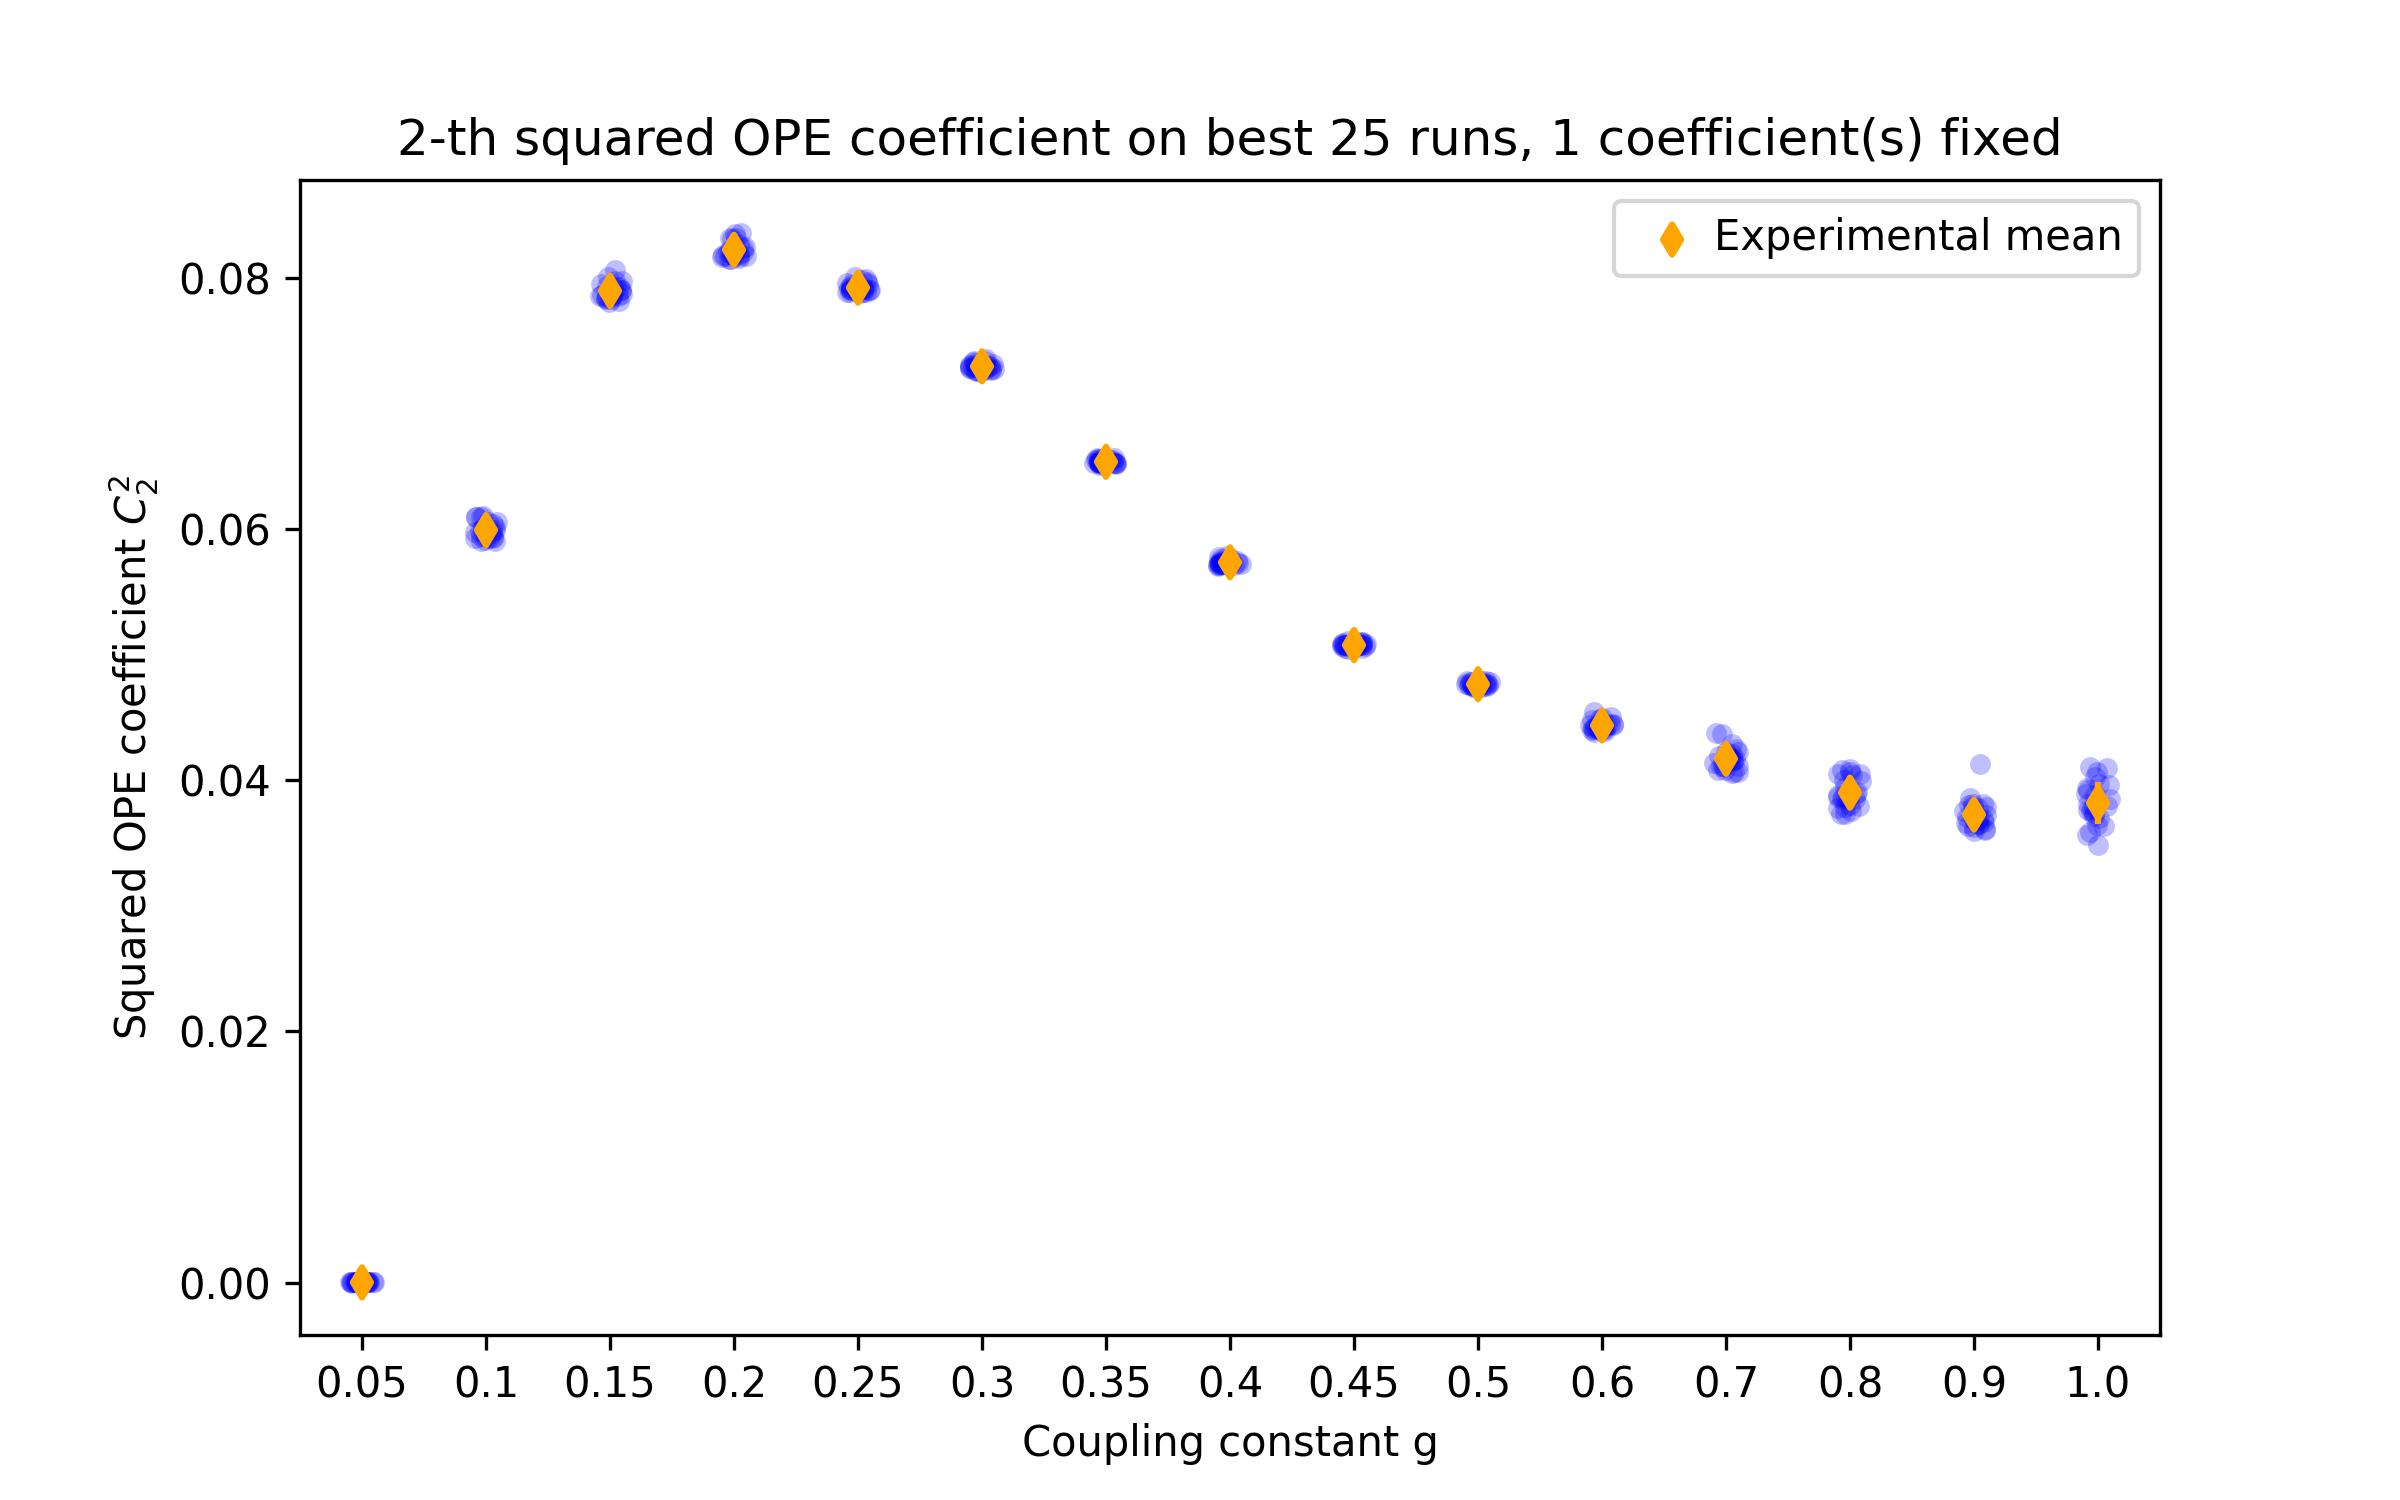 2-th squared OPE coefficient on best 25 runs, 1 coefficient(s) fixed
Experimental mean
Squared OPE coefficient $C_2^2$
0.08
0.06
0.04
0.02
0.00
0.05 0.1 0.15 0.2 0.25 0.3 0.35 0.4 0.45 0.5 0.6 0.7 0.8 0.9 1.0
Coupling constant g